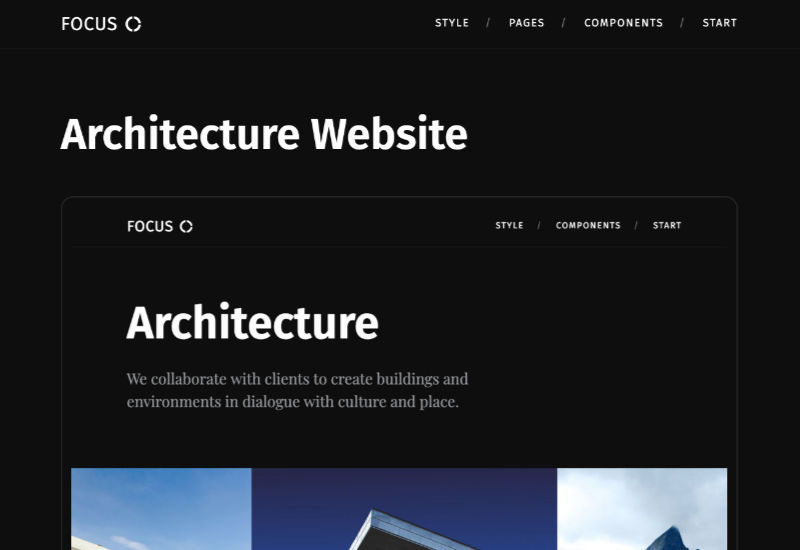 FOCUS
STYLE / PAGES / COMPONENTS / START
Architecture Website
FOCUS
STYLE / COMPONENTS / START
Architecture
We collaborate with clients to create buildings and
environments in dialogue with culture and place.